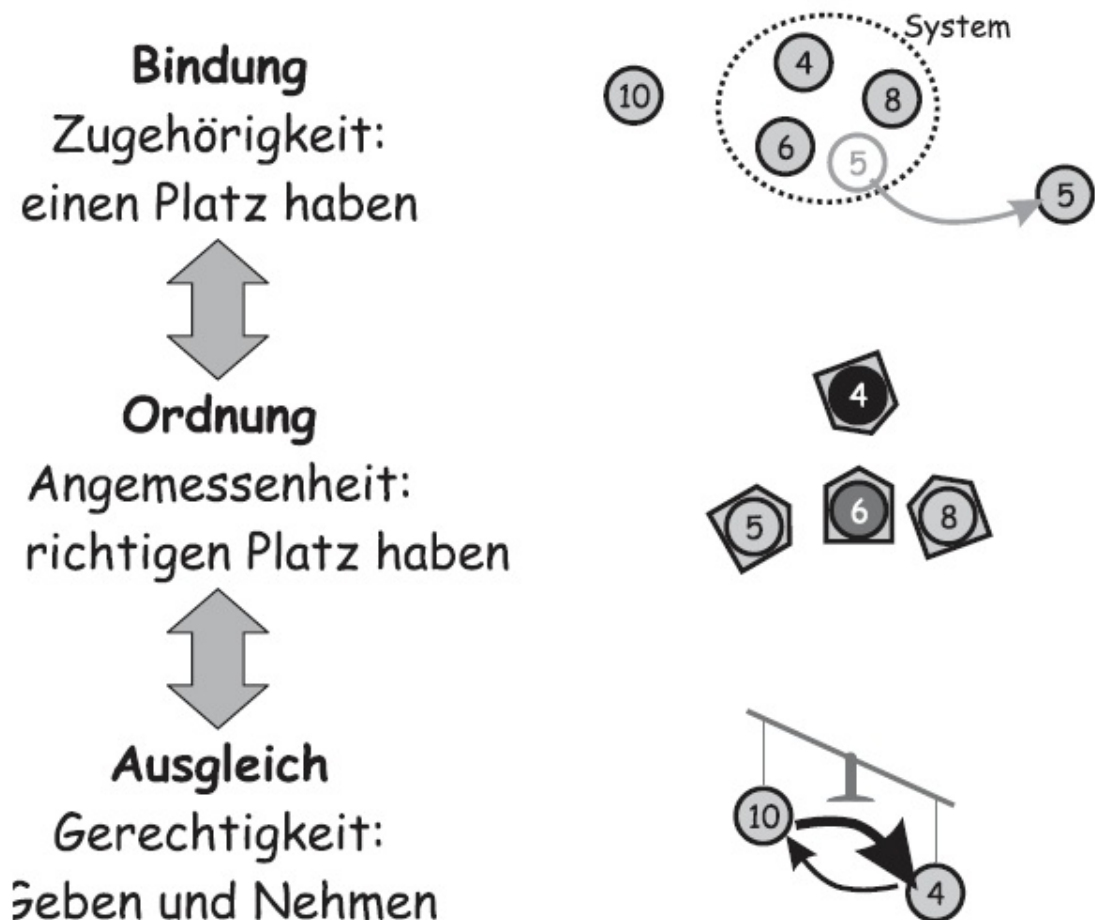 Bindung
Zugehörigkeit:
einen Platz haben
System
10
4
8
6
5
5
Ordnung
Angemessenheit:
richtigen Platz haben
4
5
6
8
Ausgleich
Gerechtigkeit:
Geben und Nehmen
10
4